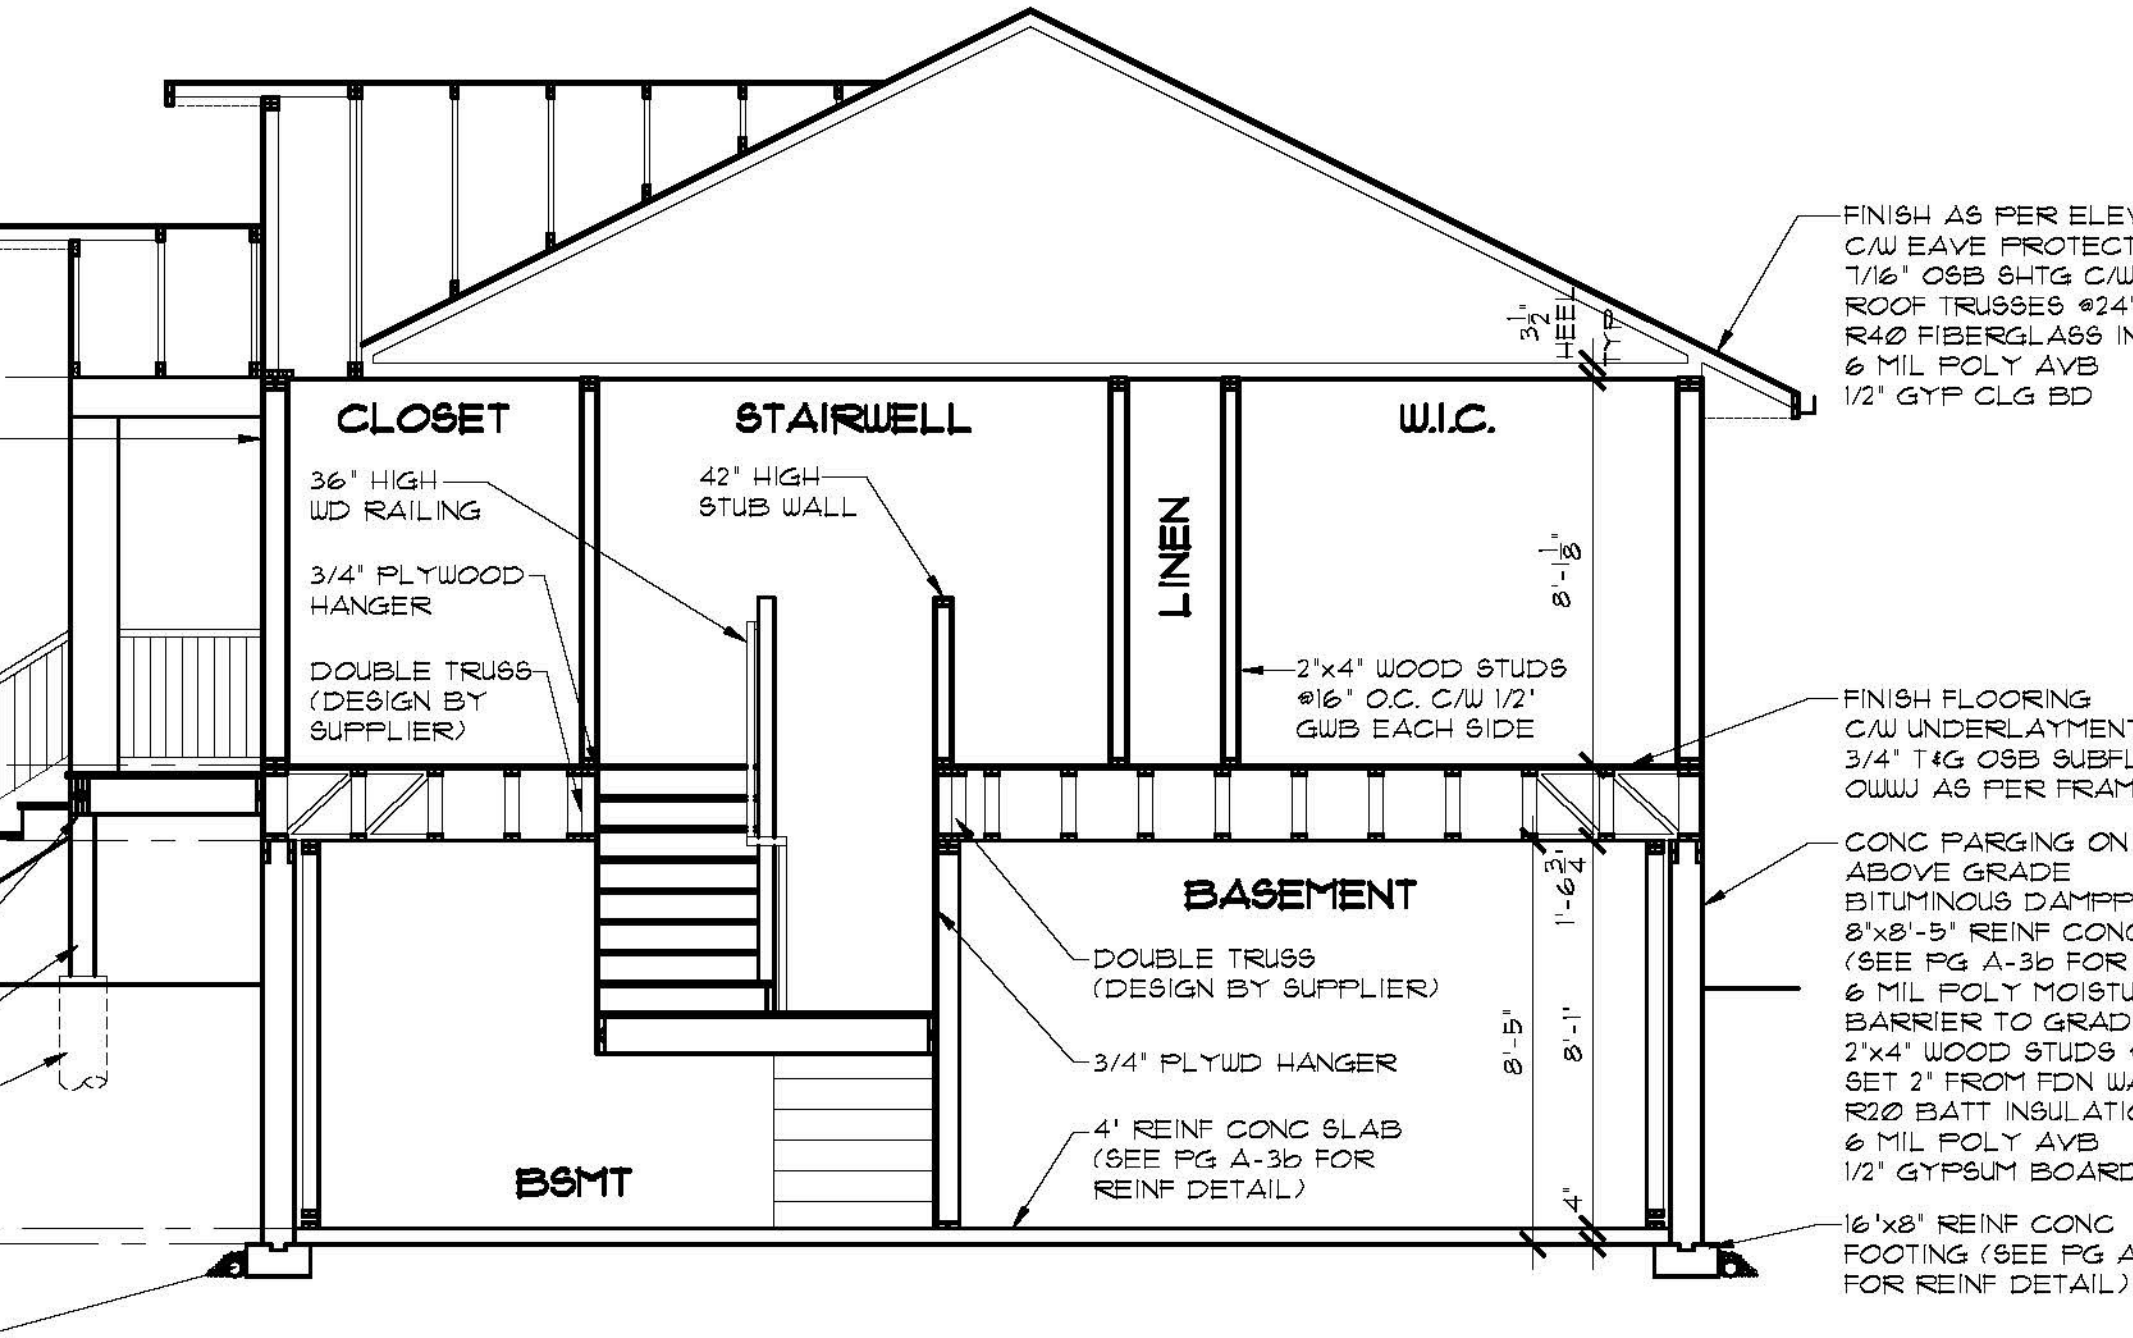 CLOSET
STAIRWELL
W.I.C.
LINEN
BASEMENT
BSMT
36" HIGH
WD RAILING
3/4" PLYWOOD
HANGER
DOUBLE TRUSS
(DESIGN BY
SUPPLIER)
42" HIGH
STUB WALL
2"x4" WOOD STUDS
@16" O.C. C/W 1/2'
GWB EACH SIDE
DOUBLE TRUSS
(DESIGN BY SUPPLIER)
3/4" PLYWD HANGER
4' REINF CONC SLAB
(SEE PG A-3b FOR
REINF DETAIL)
3 1/2"
HEEL
TYP
8'-1 1/8"
1'-6 3/4'
8'-5"
8'-1"
4"
FINISH AS PER ELEV
C/W EAVE PROTECT
7/16" OSB SHTG C/W
ROOF TRUSSES @24"
R40 FIBERGLASS IN
6 MIL POLY AVB
1/2" GYP CLG BD
FINISH FLOORING
C/W UNDERLAYMENT
3/4" T&G OSB SUBFL
OWWJ AS PER FRAM
CONC PARGING ON
ABOVE GRADE
BITUMINOUS DAMPP
8"x8'-5" REINF CONC
(SEE PG A-3b FOR
6 MIL POLY MOISTU
BARRIER TO GRAD
2"x4" WOOD STUDS
SET 2" FROM FDN WA
R20 BATT INSULATIO
6 MIL POLY AVB
1/2" GYPSUM BOARD
16'x8" REINF CONC
FOOTING (SEE PG A
FOR REINF DETAIL)